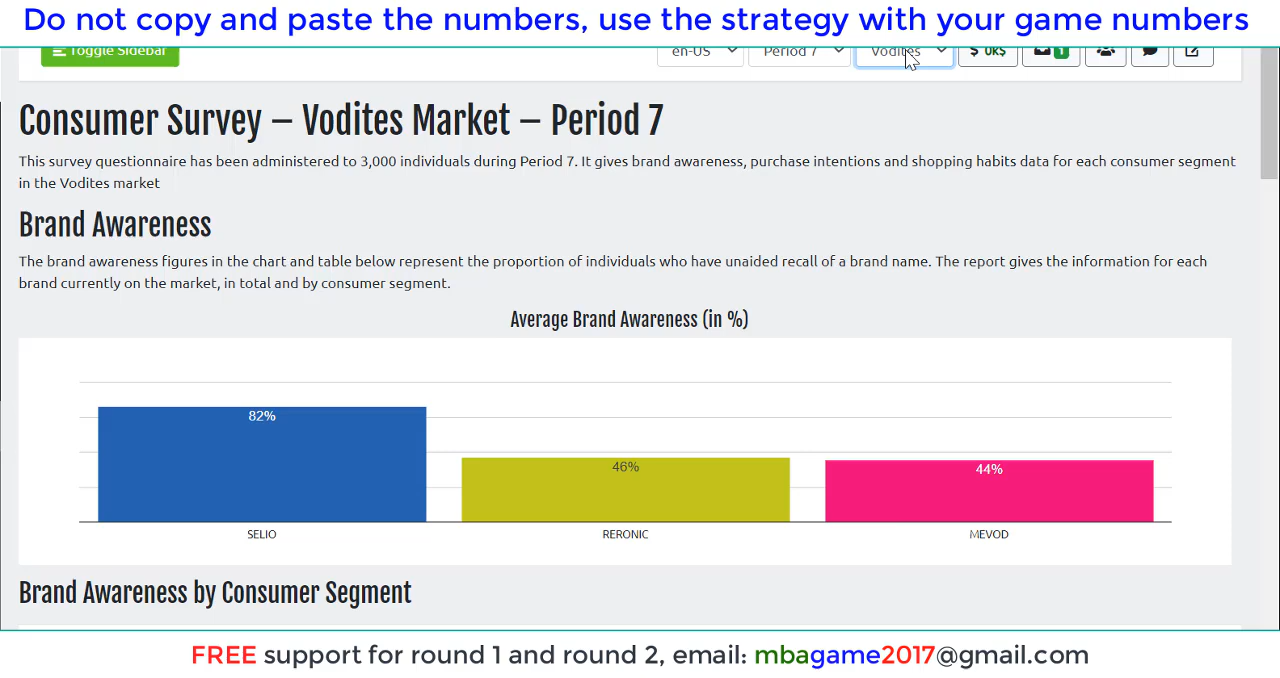 Do not copy and paste the numbers, use the strategy with your game numbers
Toggle Sidebar en-US Period 7 Vodites $ 0K$ 1
Consumer Survey – Vodites Market – Period 7
This survey questionnaire has been administered to 3,000 individuals during Period 7. It gives brand awareness, purchase intentions and shopping habits data for each consumer segment
in the Vodites market
Brand Awareness
The brand awareness figures in the chart and table below represent the proportion of individuals who have unaided recall of a brand name. The report gives the information for each
brand currently on the market, in total and by consumer segment.
Average Brand Awareness (in %)
82%
46%
44%
SELIO RERONIC MEVOD
Brand Awareness by Consumer Segment
FREE support for round 1 and round 2, email: mbagame2017@gmail.com